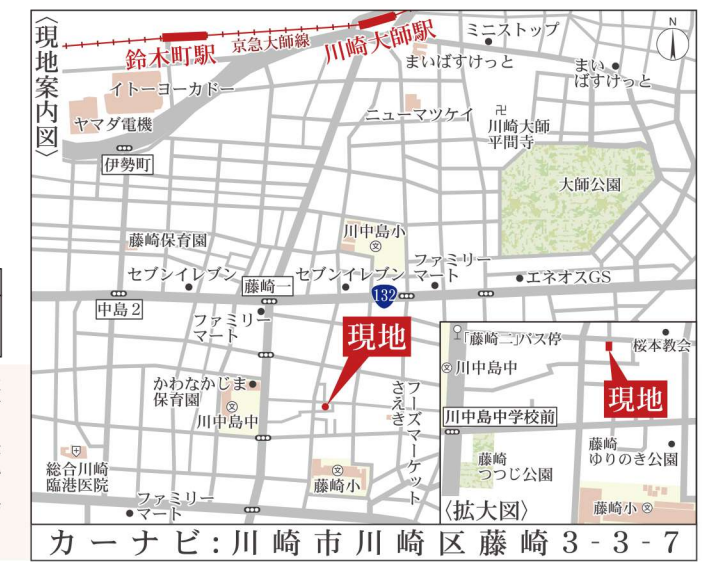 〈現地案内図〉
鈴木町駅
京急大師線
川崎大師駅
ミニストップ
N
まいばすけっと
まい
ばすけっと
イトーヨーカドー
ヤマダ電機
ニューマツケイ
卍
川崎大師
平間寺
伊勢町
大師公園
藤崎保育園
川中島小
文
セブンイレブン
藤崎一
セブンイレブン
ファミリー
マート
エネオスGS
132
中島2
ファミリー
マート
現地
かわなかじま
保育園
文
川中島中
フーズマーケット
さえき
総合川崎
臨港医院
文
藤崎小
ファミリー
マート
「藤崎二」バス停
桜本教会
文川中島中
現地
川中島中学校前
藤崎
つつじ公園
藤崎
ゆりのき公園
藤崎小文
〈拡大図〉
カーナビ:川崎市川崎区藤崎3-3-7